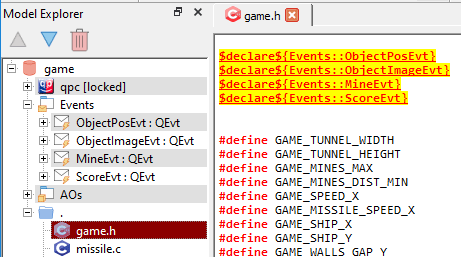 Model Explorer
game
qpc [locked]
Events
ObjectPosEvt : QEvt
ObjectImageEvt : QEvt
MineEvt : QEvt
ScoreEvt : QEvt
AOs
.
game.h
missile.c
game.h
$declare${Events::ObjectPosEvt}
$declare${Events::ObjectImageEvt}
$declare${Events::MineEvt}
$declare${Events::ScoreEvt}
#define GAME_TUNNEL_WIDTH
#define GAME_TUNNEL_HEIGHT
#define GAME_MINES_MAX
#define GAME_MINES_DIST_MIN
#define GAME_SPEED_X
#define GAME_MISSILE_SPEED_X
#define GAME_SHIP_X
#define GAME_SHIP_Y
#define GAME_WALLS_GAP_Y